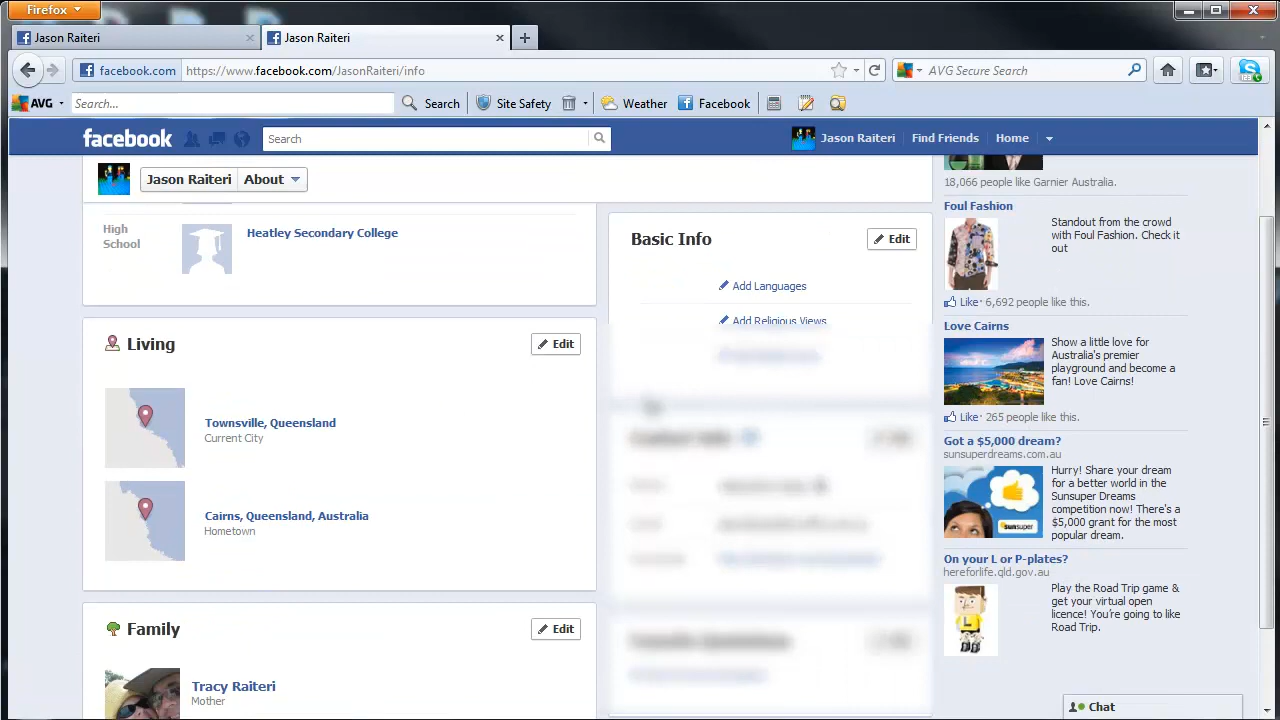 Firefox
Jason Raiteri
Jason Raiteri
facebook.com
https://www.facebook.com/JasonRaiteri/info
AVG Secure Search
AVG
Search...
Search
Site Safety
Weather
Facebook
facebook
Search
Jason Raiteri
Find Friends
Home
Jason Raiteri
About
High
School
Heatley Secondary College
Living
Edit
Townsville, Queensland
Current City
Cairns, Queensland, Australia
Hometown
Family
Edit
Tracy Raiteri
Mother
Basic Info
Edit
Add Languages
Add Religious Views
18,066 people like Garnier Australia.
Foul Fashion
Standout from the crowd
with Foul Fashion. Check it
out
Like · 6,692 people like this.
Love Cairns
Show a little love for
Australia's premier
playground and become a
fan! Love Cairns!
Like · 265 people like this.
Got a $5,000 dream?
sunsuperdreams.com.au
Hurry! Share your dream
for a better world in the
Sunsuper Dreams
competition now! There's a
$5,000 grant for the most
popular dream.
sunsuper
On your L or P-plates?
hereforlife.qld.gov.au
Play the Road Trip game &
get your virtual open
licence! You're going to like
Road Trip.
L
Chat